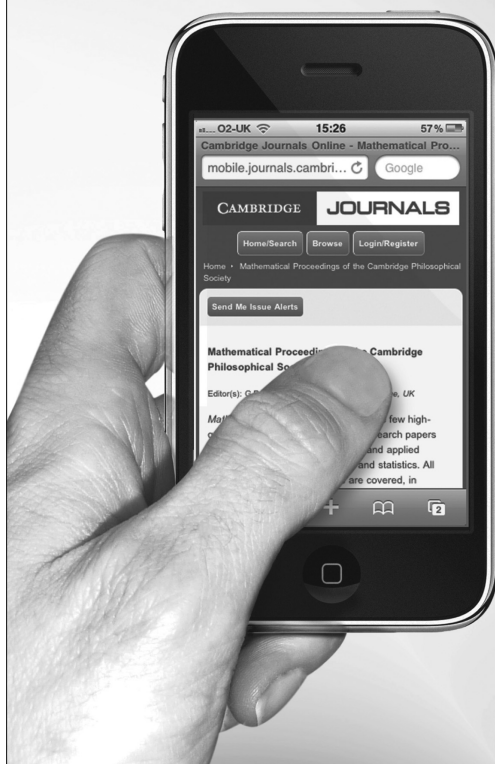 O2-UK 15:26 57%
Cambridge Journals Online - Mathematical Pro...
mobile.journals.cambri... Google
CAMBRIDGE JOURNALS
Home/Search Browse Login/Register
Home • Mathematical Proceedings of the Cambridge Philosophical
Society
Send Me Issue Alerts
Mathematical Cambridge
Philosophical
Editor(s): UK
few high-
earch papers
and applied
and statistics. All
are covered, in
2